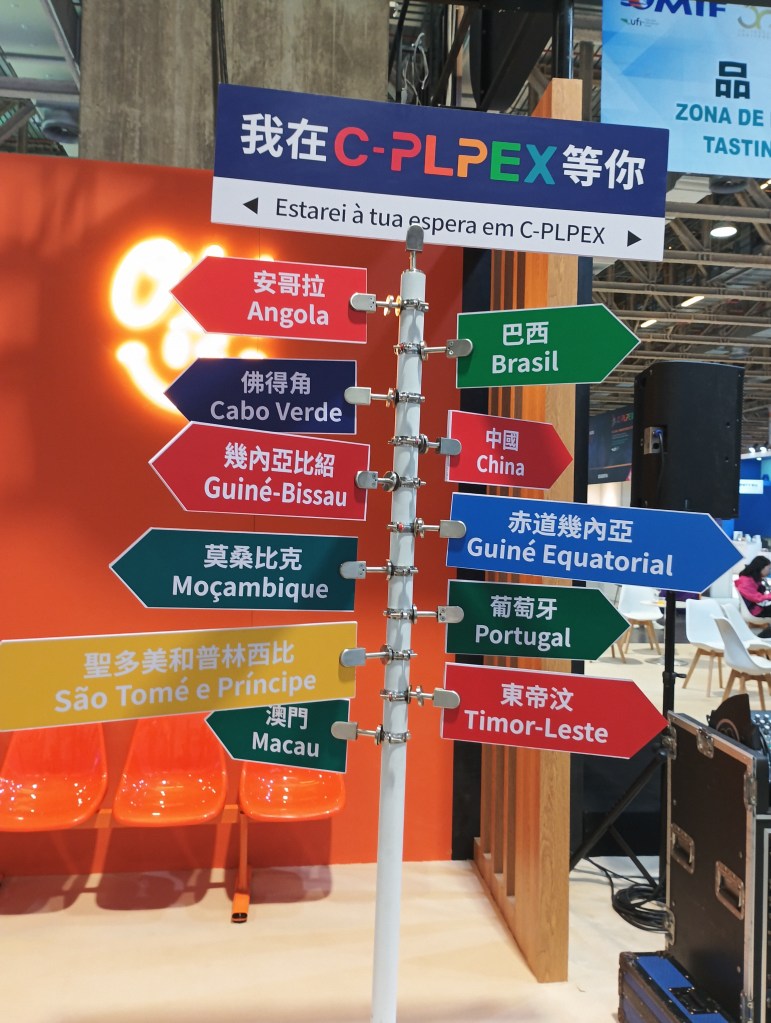 MTF
ufi
品
ZONA DE
TASTIN
我在C-PLPEX等你
Estarei à tua espera em C-PLPEX
安哥拉
Angola
巴西
Brasil
佛得角
Cabo Verde
中國
China
幾內亞比紹
Guiné-Bissau
赤道幾內亞
Guiné Equatorial
莫桑比克
Moçambique
葡萄牙
Portugal
聖多美和普林西比
São Tomé e Príncipe
東帝汶
Timor-Leste
澳門
Macau